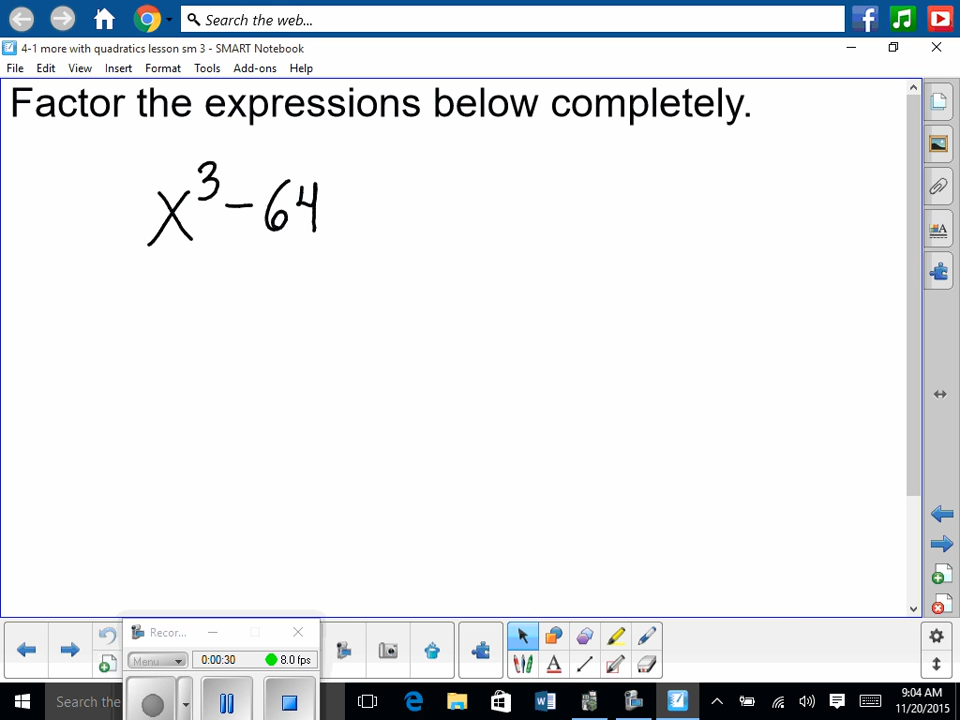 Search the web...
4-1 more with quadratics lesson sm 3 - SMART Notebook
File Edit View Insert Format Tools Add-ons Help
Factor the expressions below completely.
x³ - 64
Recor...
Menu 0:00:30 8.0 fps
Search the
9:04 AM
11/20/2015